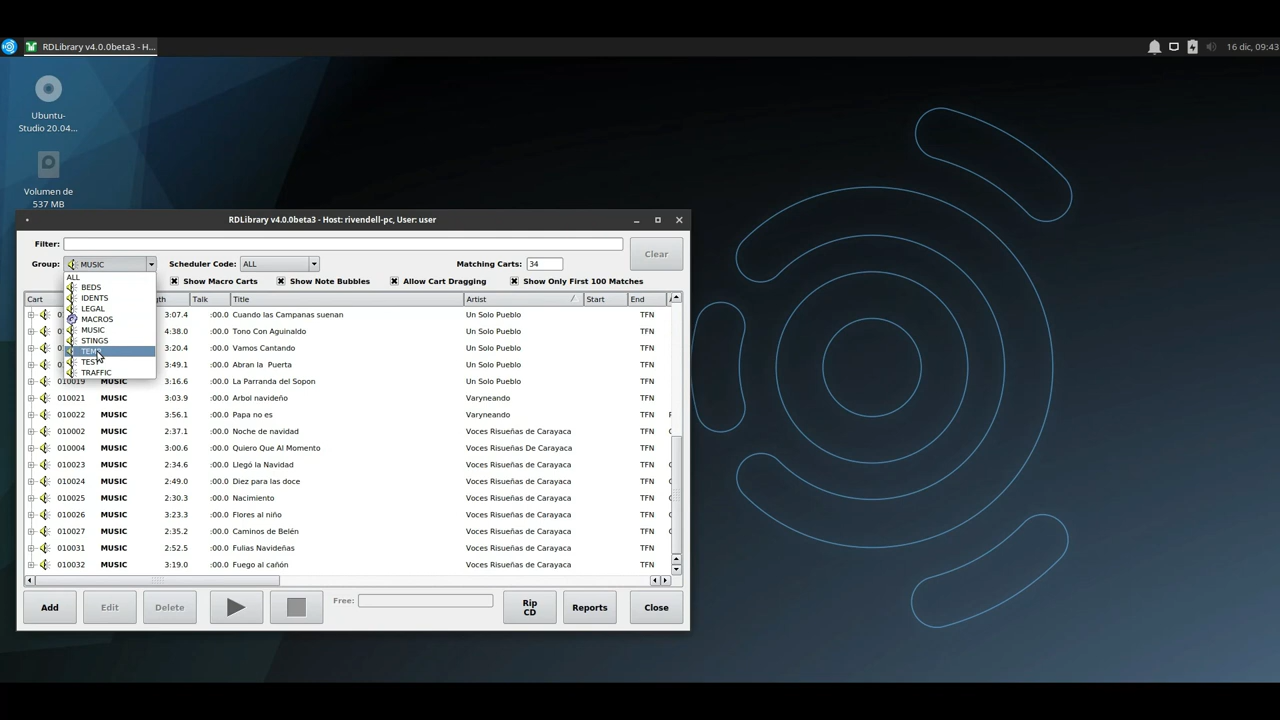 RDLibrary v4.0.0beta3 - H...
16 dic, 09:43
Ubuntu-
Studio 20.04...
Volumen de
537 MB
RDLibrary v4.0.0beta3 - Host: rivendell-pc, User: user
Filter:
Clear
Group: MUSIC Scheduler Code: ALL Matching Carts: 34
ALL
BEDS
IDENTS
LEGAL
MACROS
MUSIC
STINGS
TEMP
TEST
TRAFFIC
Show Macro Carts Show Note Bubbles Allow Cart Dragging Show Only First 100 Matches
Cart Talk Title Artist Start End
3:07.4 :00.0 Cuando las Campanas suenan Un Solo Pueblo TFN
4:38.0 :00.0 Tono Con Aguinaldo Un Solo Pueblo TFN
3:20.4 :00.0 Vamos Cantando Un Solo Pueblo TFN
3:49.1 :00.0 Abran la Puerta Un Solo Pueblo TFN
010019 MUSIC 3:16.6 :00.0 La Parranda del Sopon Un Solo Pueblo TFN
010021 MUSIC 3:03.9 :00.0 Arbol navideño Varyneando TFN
010022 MUSIC 3:56.1 :00.0 Papa no es Varyneando TFN
010002 MUSIC 2:37.1 :00.0 Noche de navidad Voces Risueñas de Carayaca TFN
010004 MUSIC 3:00.6 :00.0 Quiero Que Al Momento Voces Risueñas De Carayaca TFN
010023 MUSIC 2:34.6 :00.0 Llegó la Navidad Voces Risueñas de Carayaca TFN
010024 MUSIC 2:49.0 :00.0 Diez para las doce Voces Risueñas de Carayaca TFN
010025 MUSIC 2:30.3 :00.0 Nacimiento Voces Risueñas de Carayaca TFN
010026 MUSIC 3:23.3 :00.0 Flores al niño Voces Risueñas de Carayaca TFN
010027 MUSIC 2:35.2 :00.0 Caminos de Belén Voces Risueñas de Carayaca TFN
010031 MUSIC 2:52.5 :00.0 Fulias Navideñas Voces Risueñas de Carayaca TFN
010032 MUSIC 3:19.0 :00.0 Fuego al cañón Voces Risueñas de Carayaca TFN
Add Edit Delete Free: Rip CD Reports Close